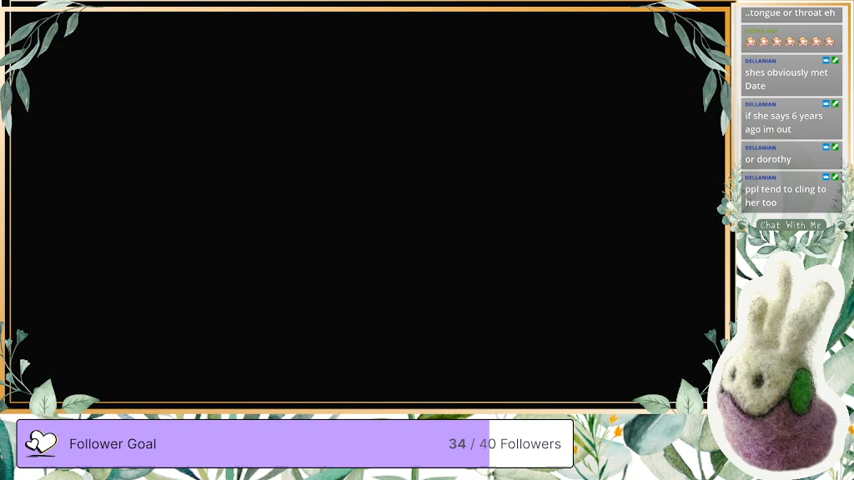 ..tongue or throat eh
DELLANIAN
shes obviously met
Date
DELLANIAN
if she says 6 years
ago im out
DELLANIAN
or dorothy
DELLANIAN
ppl tend to cling to
her too
Chat With Me
Follower Goal
34 / 40 Followers